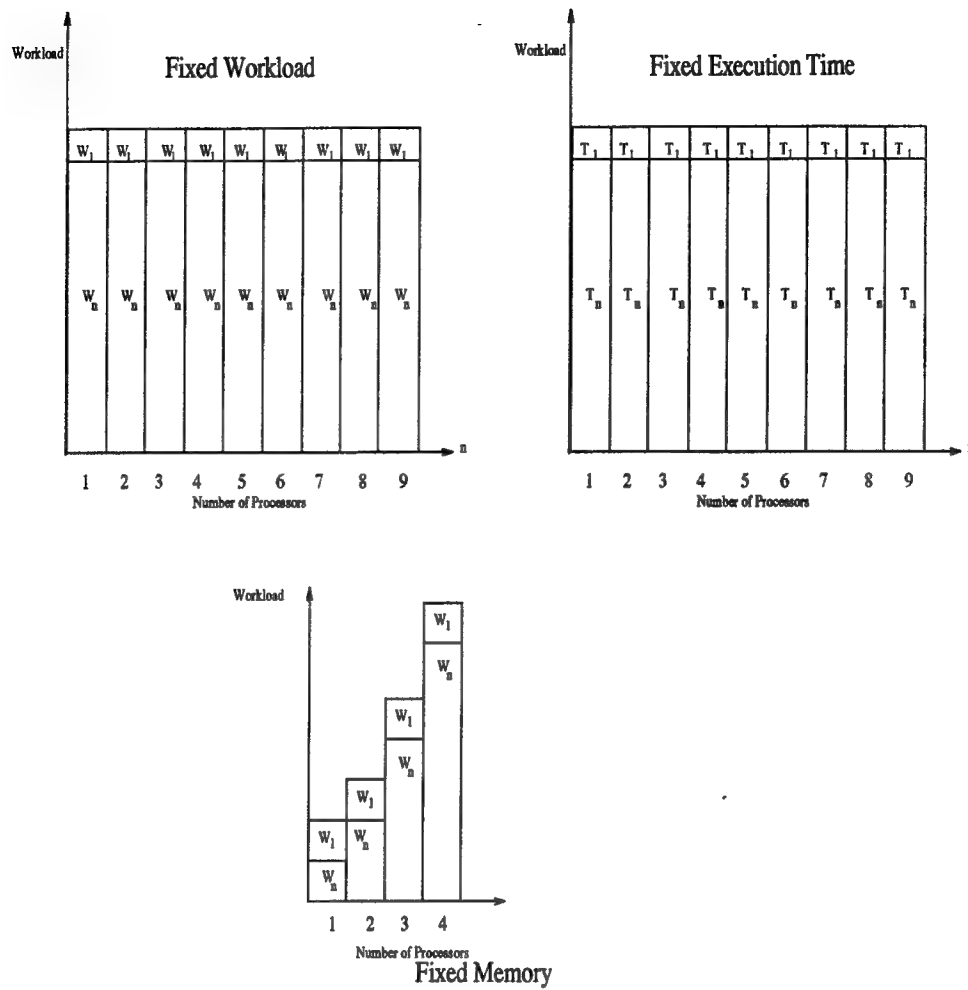 Workload
Fixed Workload
W1 W1 W1 W1 W1 W1 W1 W1 W1
Wn Wn Wn Wn Wn Wn Wn Wn Wn
n
1 2 3 4 5 6 7 8 9
Number of Processors
Workload
Fixed Execution Time
T1 T1 T1 T1 T1 T1 T1 T1 T1
Tn Tn Tn Tn Tn Tn Tn Tn Tn
1 2 3 4 5 6 7 8 9
Number of Processors
Workload
W1
Wn
W1
Wn
W1
Wn
W1
Wn
1 2 3 4
Number of Processors
Fixed Memory